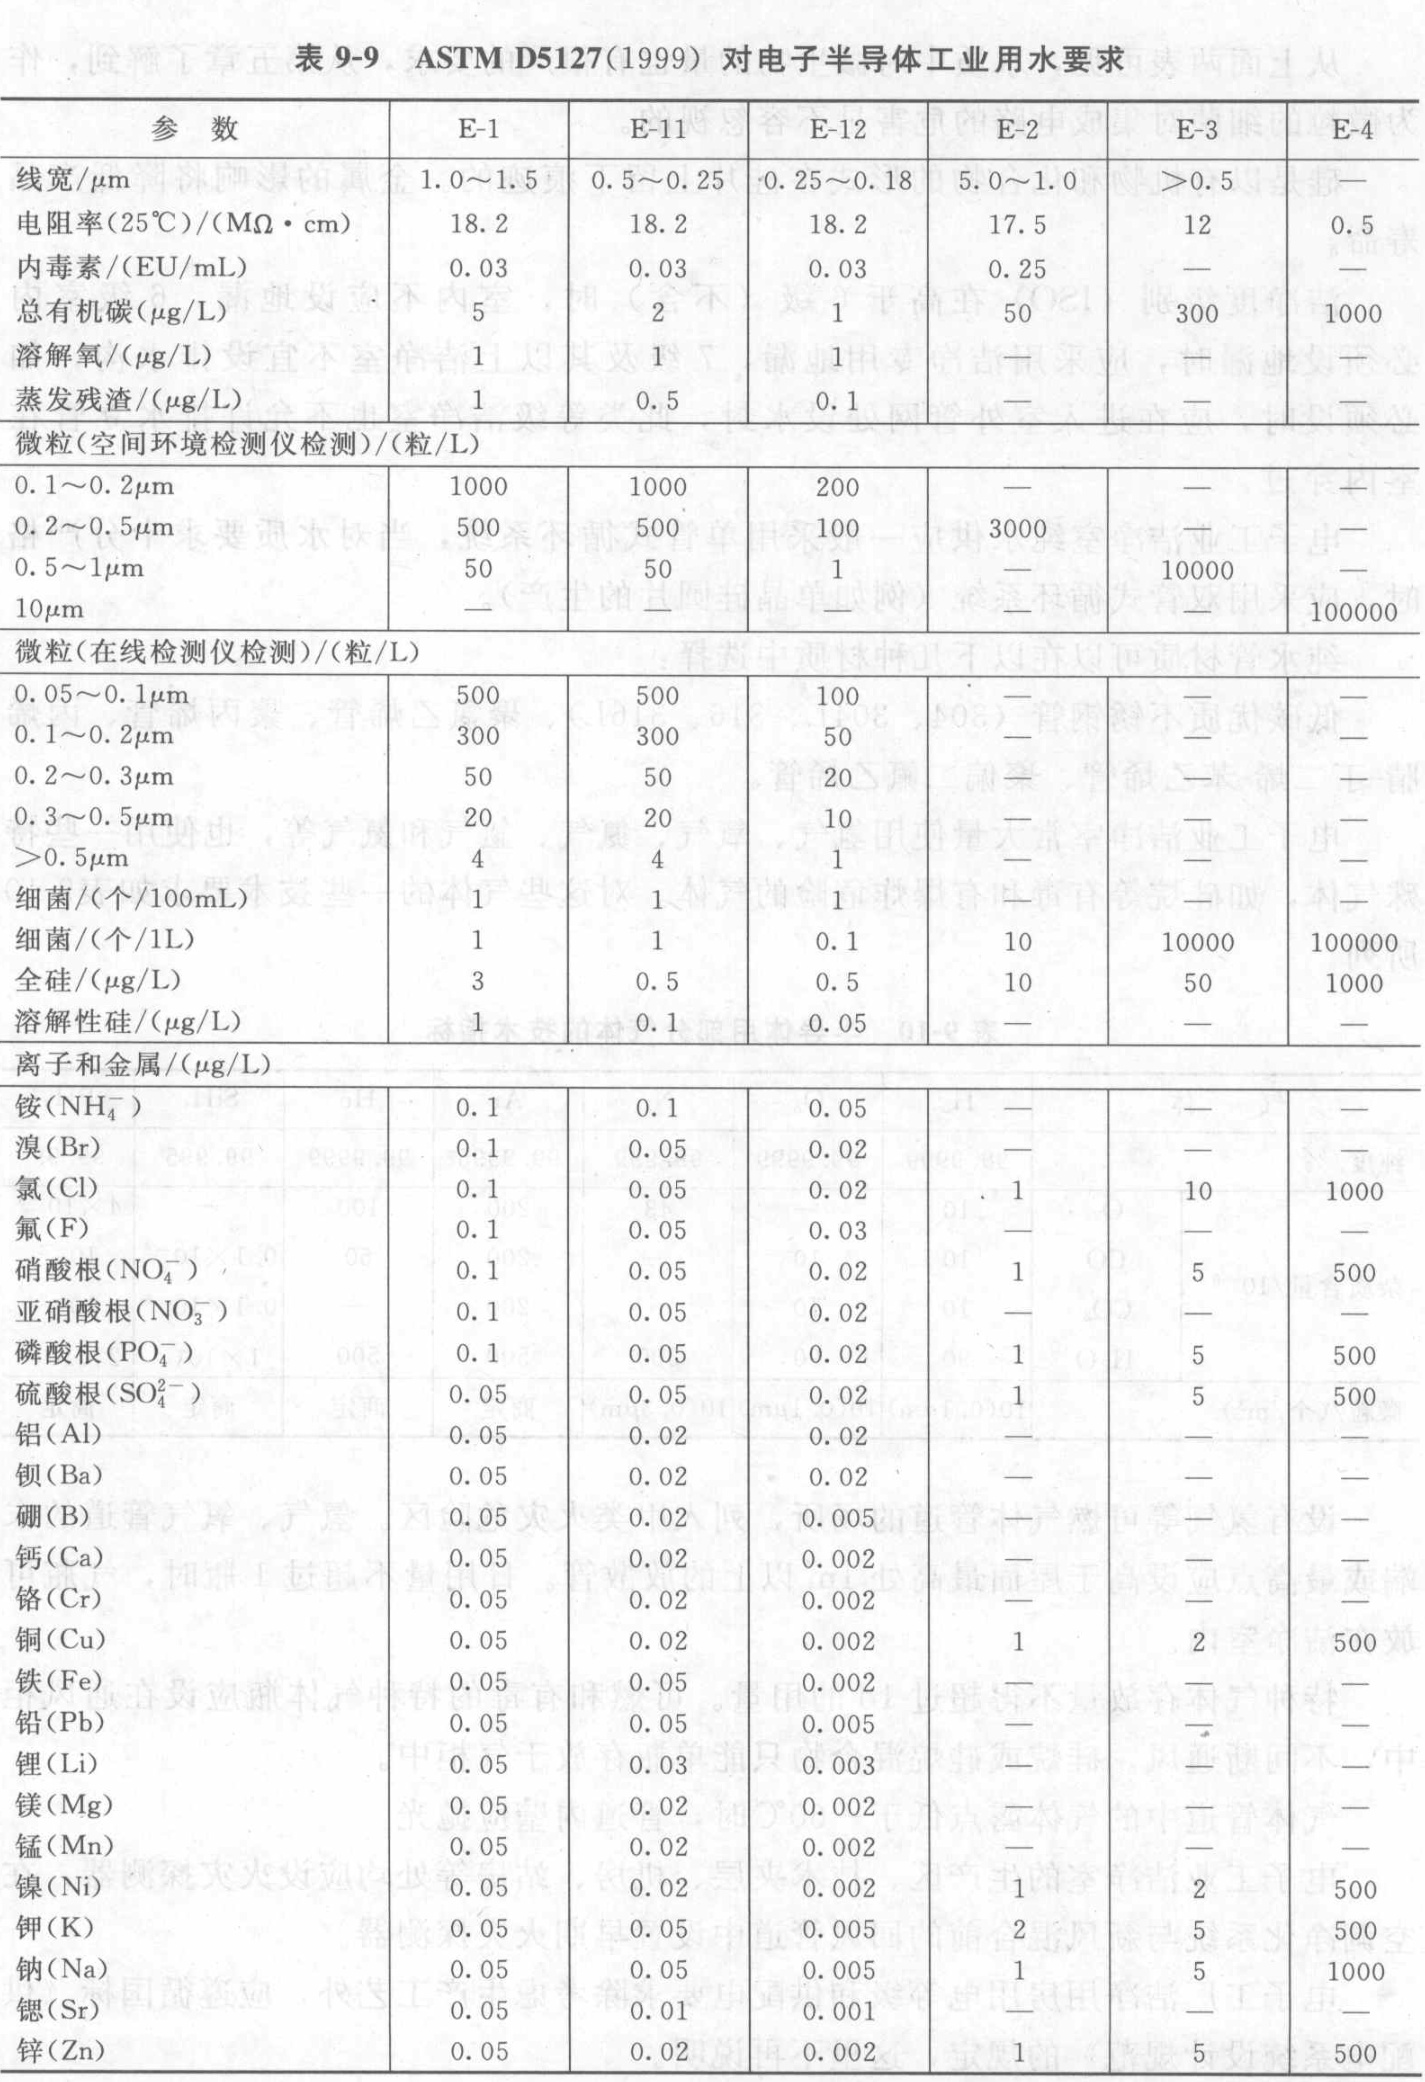 表 9-9 ASTM D5127(1999) 对电子半导体工业用水要求
参 数 E-1 E-11 E-12 E-2 E-3 E-4
线宽/μm 1.0～1.5 0.5～0.25 0.25～0.18 5.0～1.0 ＞0.5 —
电阻率(25℃)/(MΩ·cm) 18.2 18.2 18.2 17.5 12 0.5
内毒素/(EU/mL) 0.03 0.03 0.03 0.25 — —
总有机碳(μg/L) 5 2 1 50 300 1000
溶解氧/(μg/L) 1 1 1 — — —
蒸发残渣/(μg/L) 1 0.5 0.1 — — —
微粒(空间环境检测仪检测)/(粒/L)
0.1～0.2μm 1000 1000 200 — — —
0.2～0.5μm 500 500 100 3000 — —
0.5～1μm 50 50 1 — 10000 —
10μm — — — — — 100000
微粒(在线检测仪检测)/(粒/L)
0.05～0.1μm 500 500 100 — — —
0.1～0.2μm 300 300 50 — — —
0.2～0.3μm 50 50 20 — — —
0.3～0.5μm 20 20 10 — — —
＞0.5μm 4 4 1 — — —
细菌/(个/100mL) 1 1 1 — — —
细菌/(个/1L) 1 1 0.1 10 10000 100000
全硅/(μg/L) 3 0.5 0.5 10 50 1000
溶解性硅/(μg/L) 1 0.1 0.05 — — —
离子和金属/(μg/L)
铵(NH₄⁻) 0.1 0.1 0.05 — — —
溴(Br) 0.1 0.05 0.02 — — —
氯(Cl) 0.1 0.05 0.02 1 10 1000
氟(F) 0.1 0.05 0.03 — — —
硝酸根(NO₄⁻) 0.1 0.05 0.02 1 5 500
亚硝酸根(NO₃⁻) 0.1 0.05 0.02 — — —
磷酸根(PO₄⁻) 0.1 0.05 0.02 1 5 500
硫酸根(SO₄²⁻) 0.05 0.05 0.02 1 5 500
铝(Al) 0.05 0.02 0.02 — — —
钡(Ba) 0.05 0.02 0.02 — — —
硼(B) 0.05 0.02 0.005 — — —
钙(Ca) 0.05 0.02 0.002 — — —
铬(Cr) 0.05 0.02 0.002 — — —
铜(Cu) 0.05 0.02 0.002 1 2 500
铁(Fe) 0.05 0.05 0.002 — — —
铅(Pb) 0.05 0.05 0.005 — — —
锂(Li) 0.05 0.03 0.003 — — —
镁(Mg) 0.05 0.02 0.002 — — —
锰(Mn) 0.05 0.02 0.002 — — —
镍(Ni) 0.05 0.02 0.002 1 2 500
钾(K) 0.05 0.05 0.005 2 5 500
钠(Na) 0.05 0.05 0.005 1 5 1000
锶(Sr) 0.05 0.01 0.001 — — —
锌(Zn) 0.05 0.02 0.002 1 5 500